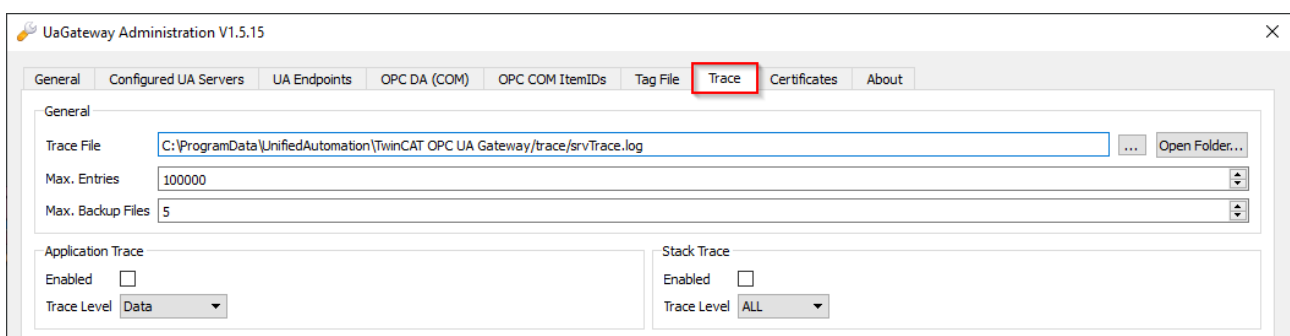 UaGateway Administration V1.5.15
General Configured UA Servers UA Endpoints OPC DA (COM) OPC COM ItemIDs Tag File Trace Certificates About
General
Trace File C:\ProgramData\UnifiedAutomation\TwinCAT OPC UA Gateway/trace/srvTrace.log ... Open Folder...
Max. Entries 100000
Max. Backup Files 5
Application Trace Stack Trace
Enabled Enabled
Trace Level Data Trace Level ALL